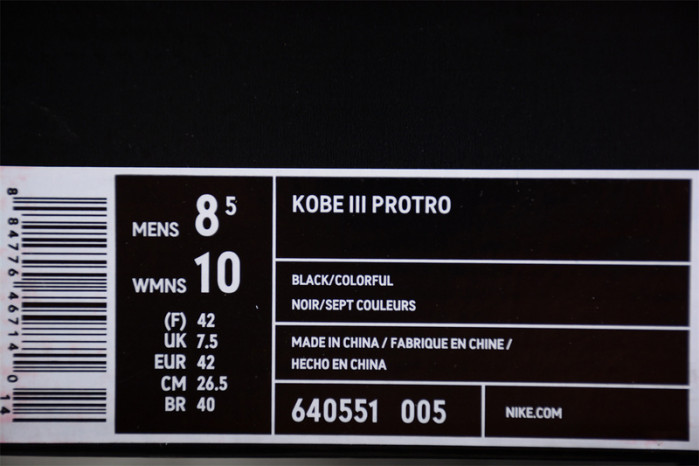 8 84776 46714 014
MENS 8 5
WMNS 10
(F) 42
UK 7.5
EUR 42
CM 26.5
BR 40
KOBE III PROTRO
BLACK/COLORFUL
NOIR/SEPT COULEURS
MADE IN CHINA / FABRIQUE EN CHINE /
HECHO EN CHINA
640551 005
NIKE.COM